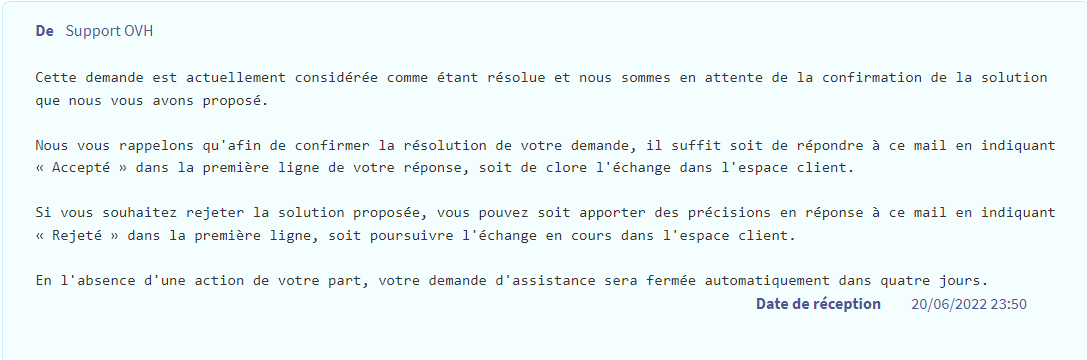 De Support OVH
Cette demande est actuellement considérée comme étant résolue et nous sommes en attente de la confirmation de la solution
que nous vous avons proposé.
Nous vous rappelons qu'afin de confirmer la résolution de votre demande, il suffit soit de répondre à ce mail en indiquant
« Accepté » dans la première ligne de votre réponse, soit de clore l'échange dans l'espace client.
Si vous souhaitez rejeter la solution proposée, vous pouvez soit apporter des précisions en réponse à ce mail en indiquant
« Rejeté » dans la première ligne, soit poursuivre l'échange en cours dans l'espace client.
En l'absence d'une action de votre part, votre demande d'assistance sera fermée automatiquement dans quatre jours.
Date de réception 20/06/2022 23:50